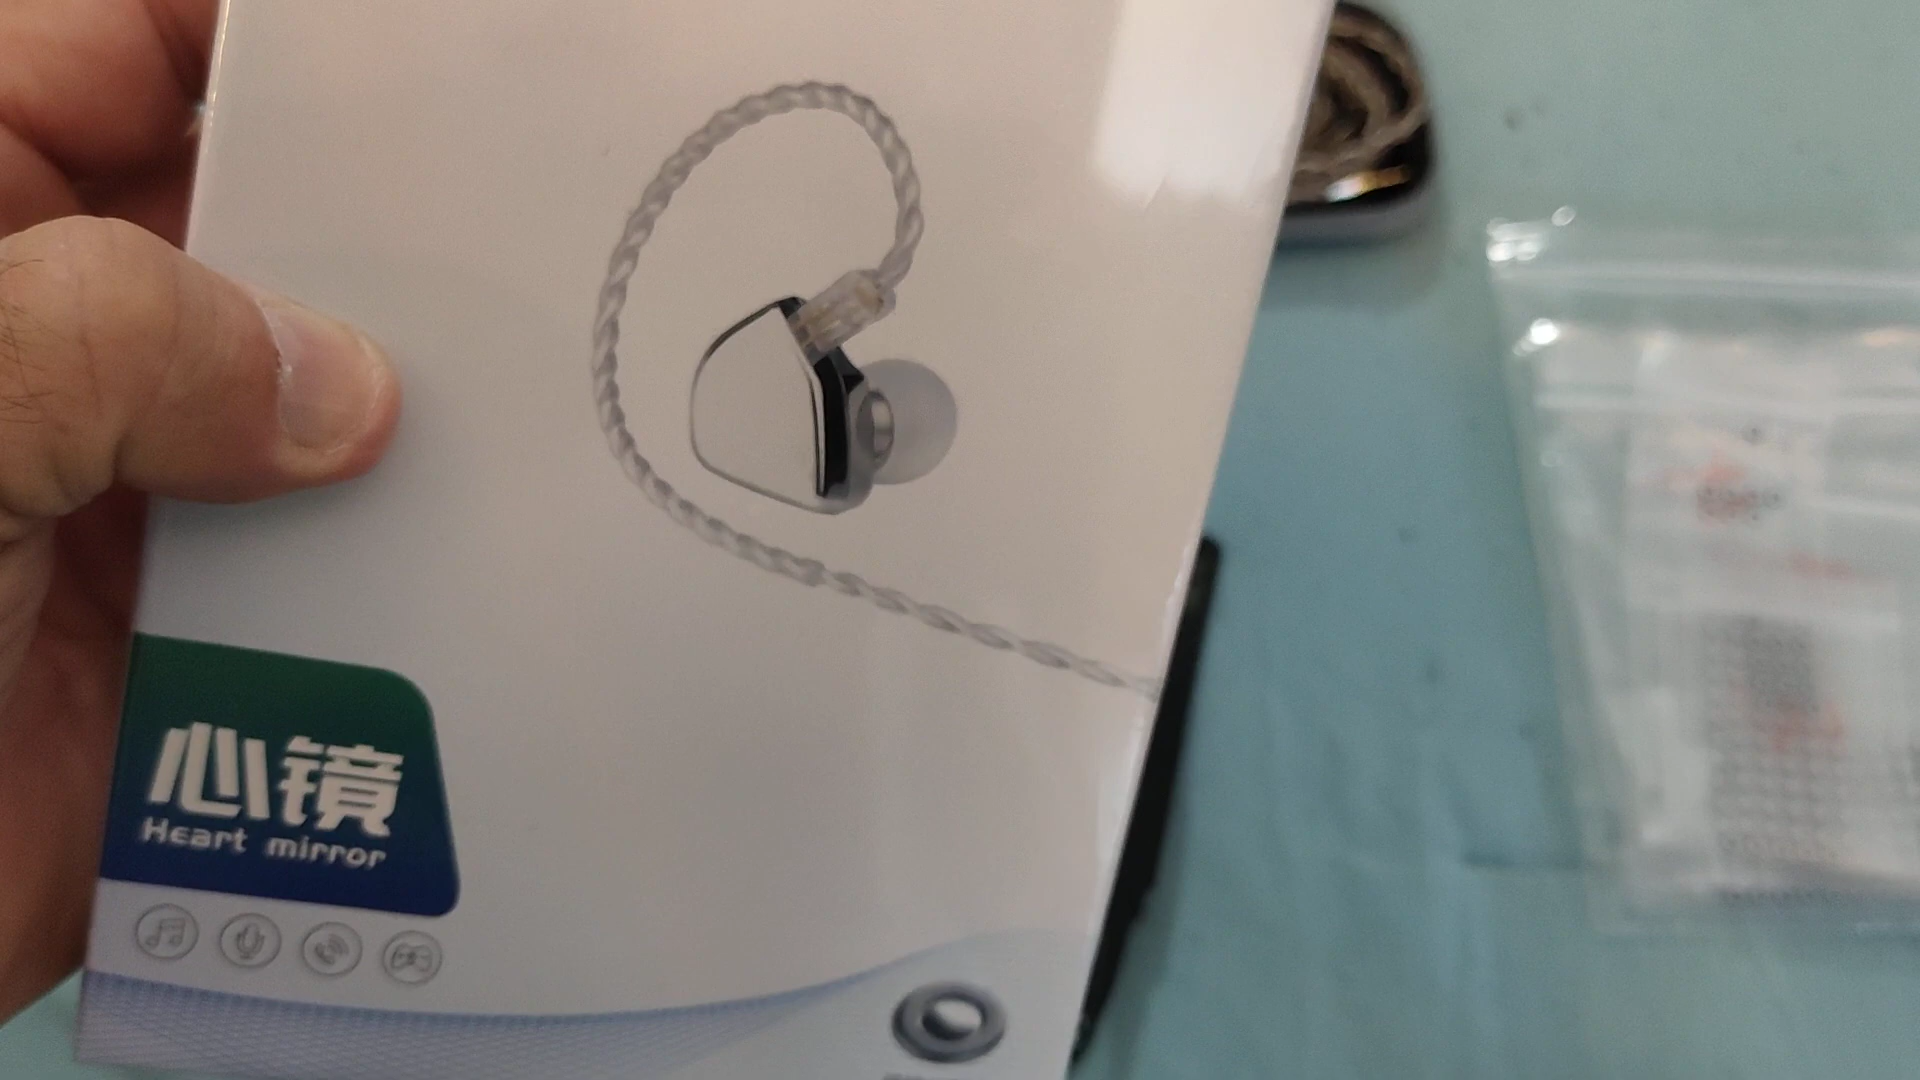 心镜
Heart mirror